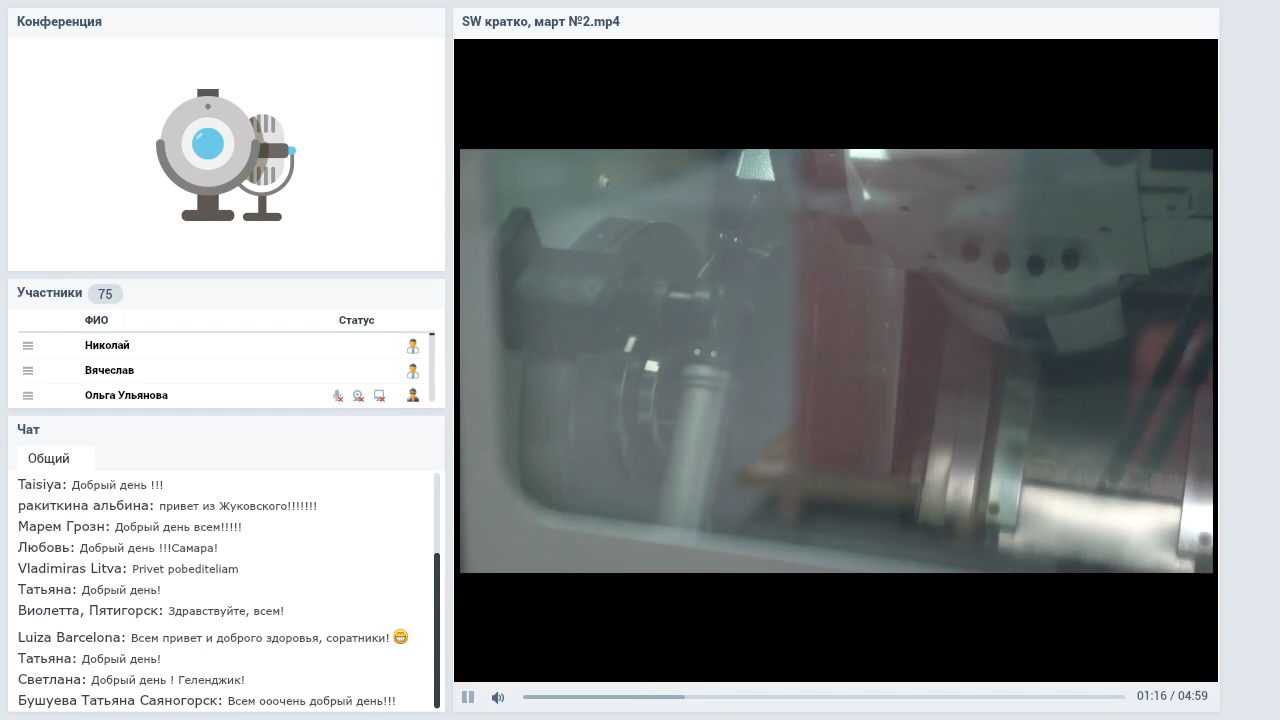 Конференция
SW кратко, март №2.mp4
Участники 75
ФИО Статус
Николай
Вячеслав
Ольга Ульянова
Чат
Общий
Taisiya: Добрый день !!!
ракиткина альбина: привет из Жуковского!!!!!!!
Марем Грозн: Добрый день всем!!!!!
Любовь: Добрый день !!!Самара!
Vladimiras Litva: Privet pobediteliam
Татьяна: Добрый день!
Виолетта, Пятигорск: Здравствуйте, всем!
Luiza Barcelona: Всем привет и доброго здоровья, соратники!
Татьяна: Добрый день!
Светлана: Добрый день ! Геленджик!
Бушуева Татьяна Саяногорск: Всем ооочень добрый день!!!
01:16 / 04:59